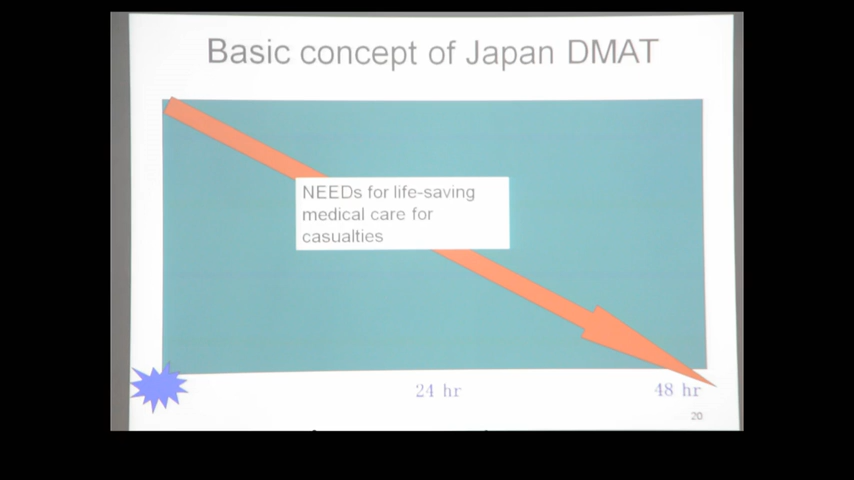 Basic concept of Japan DMAT
NEEDs for life-saving
medical care for
casualties
24 hr
48 hr
20